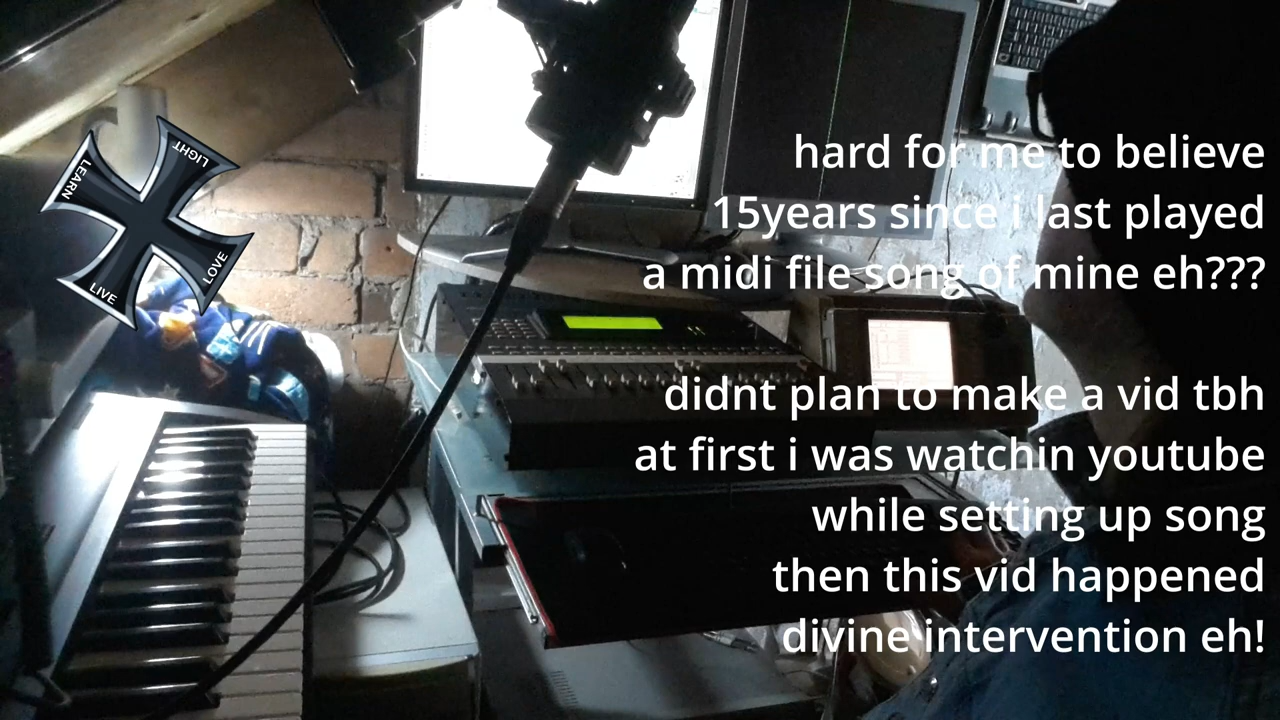 LIGHT
LEARN
LOVE
LIVE
hard for me to believe
15years since i last played
a midi file song of mine eh???
didnt plan to make a vid tbh
at first i was watchin youtube
while setting up song
then this vid happened
divine intervention eh!